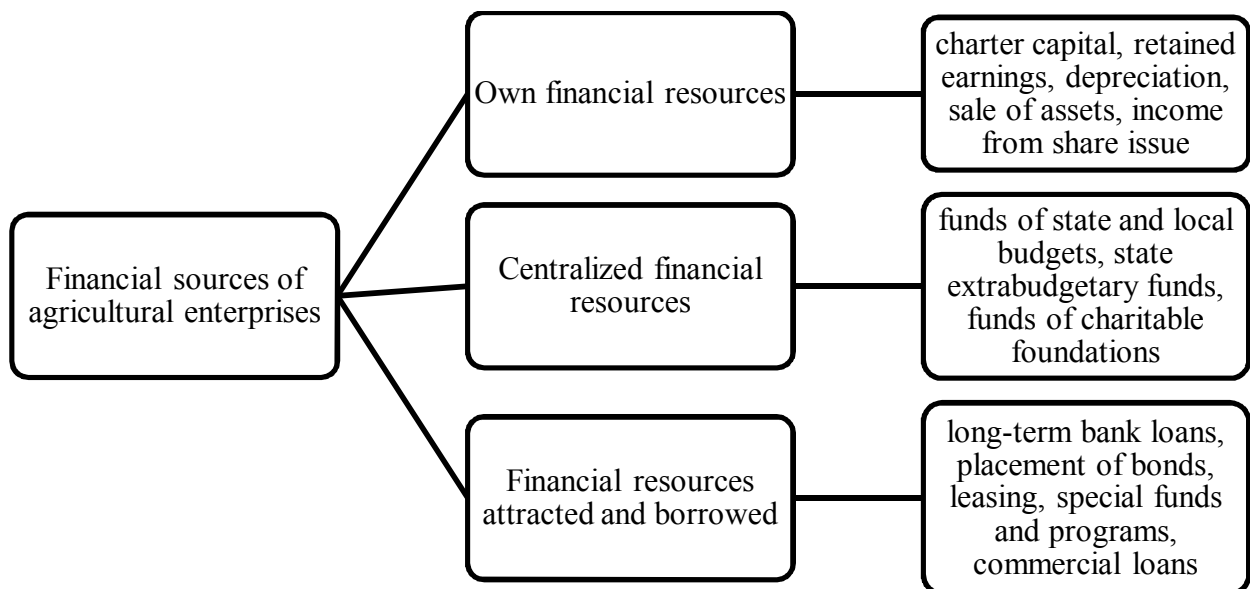 Financial sources of
agricultural enterprises
Own financial resources
charter capital, retained
earnings, depreciation,
sale of assets, income
from share issue
Centralized financial
resources
funds of state and local
budgets, state
extrabudgetary funds,
funds of charitable
foundations
Financial resources
attracted and borrowed
long-term bank loans,
placement of bonds,
leasing, special funds
and programs,
commercial loans